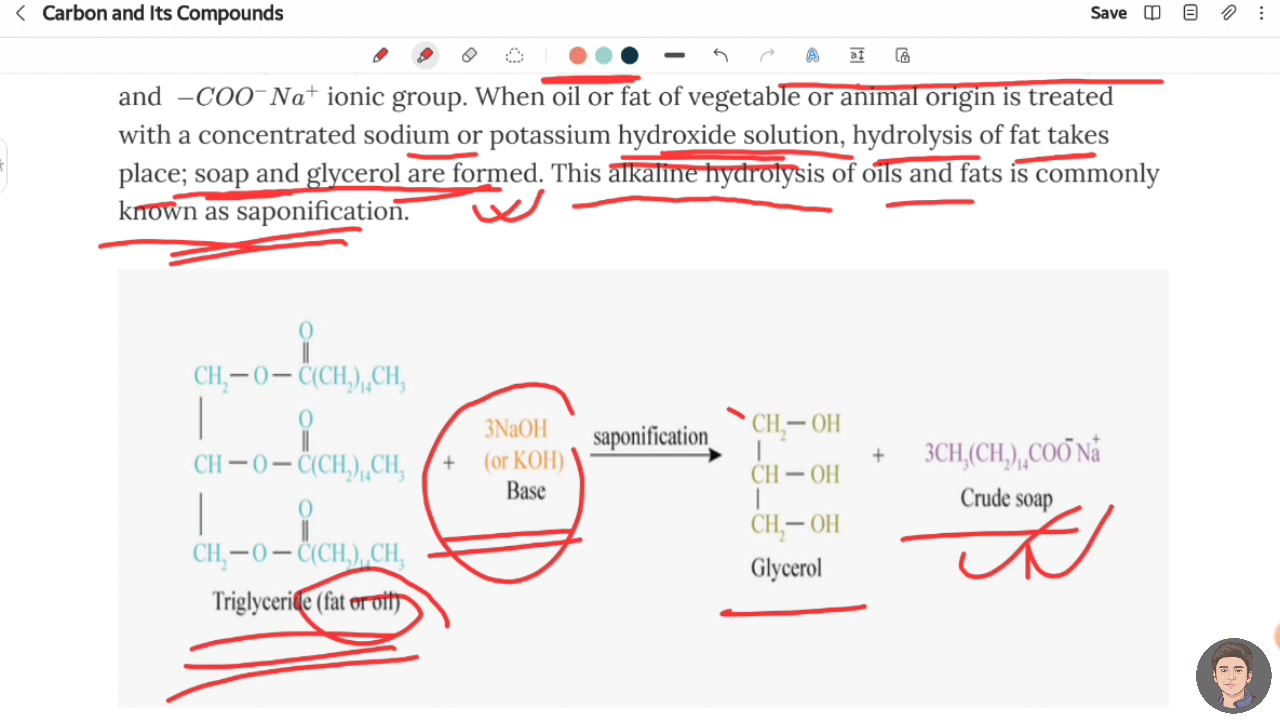 Carbon and Its Compounds
Save
and −COO⁻Na⁺ ionic group. When oil or fat of vegetable or animal origin is treated
with a concentrated sodium or potassium hydroxide solution, hydrolysis of fat takes
place; soap and glycerol are formed. This alkaline hydrolysis of oils and fats is commonly
known as saponification.
O
||
CH₂—O—C(CH₂)₁₄CH₃
|
O
||
CH—O—C(CH₂)₁₄CH₃
|
O
||
CH₂—O—C(CH₂)₁₄CH₃
Triglyceride (fat or oil)
+
3NaOH
(or KOH)
Base
saponification
CH₂—OH
|
CH—OH
|
CH₂—OH
Glycerol
+
3CH₃(CH₂)₁₄COO⁻Na⁺
Crude soap